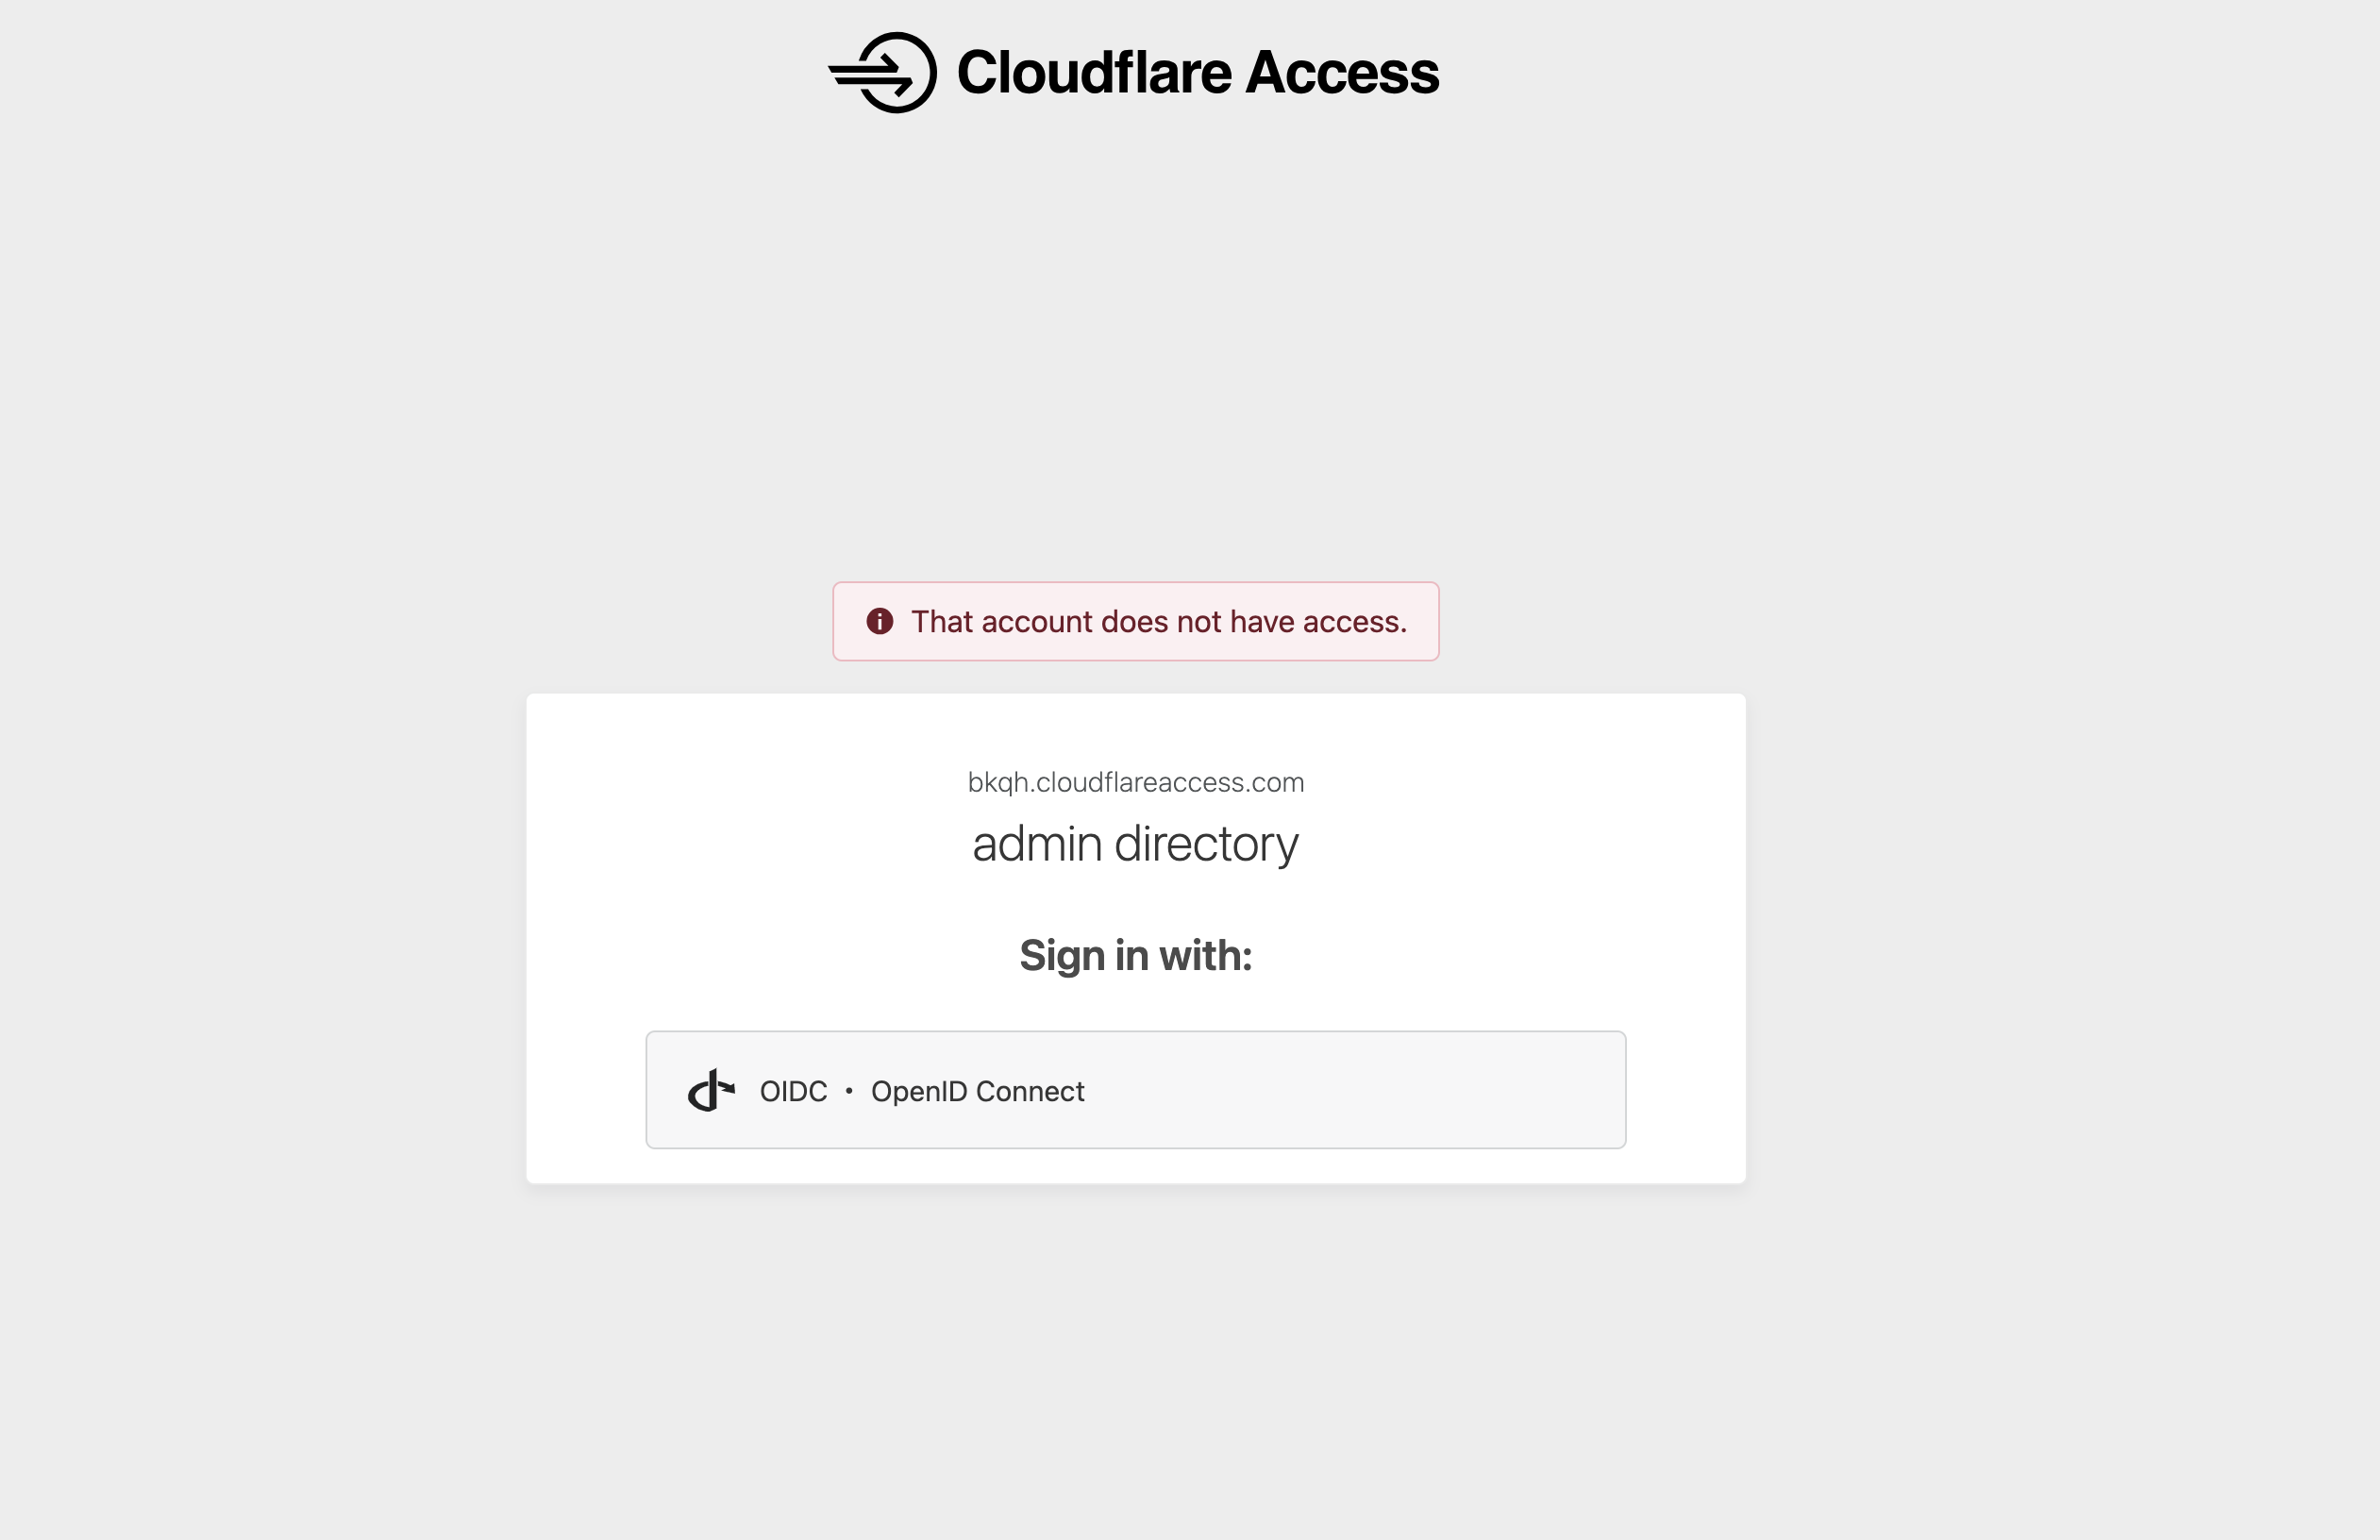 Cloudflare Access
That account does not have access.
bkqh.cloudflareaccess.com
admin directory
Sign in with:
OIDC • OpenID Connect